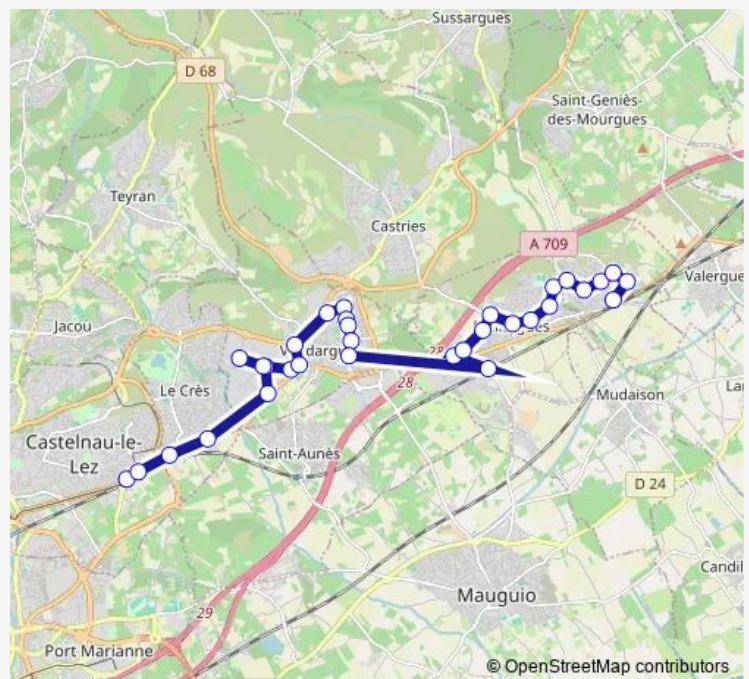 Sussargues
D 68
Saint-Geniès-
des-Mourgues
Teyran
Castries
A 709
Valergue
Jacou
28
Le Crès
28
Mudaison
Castelnau-le-
Lez
Saint-Aunès
D 24
Candil
Mauguio
29
Port Marianne
© OpenStreetMap contributors